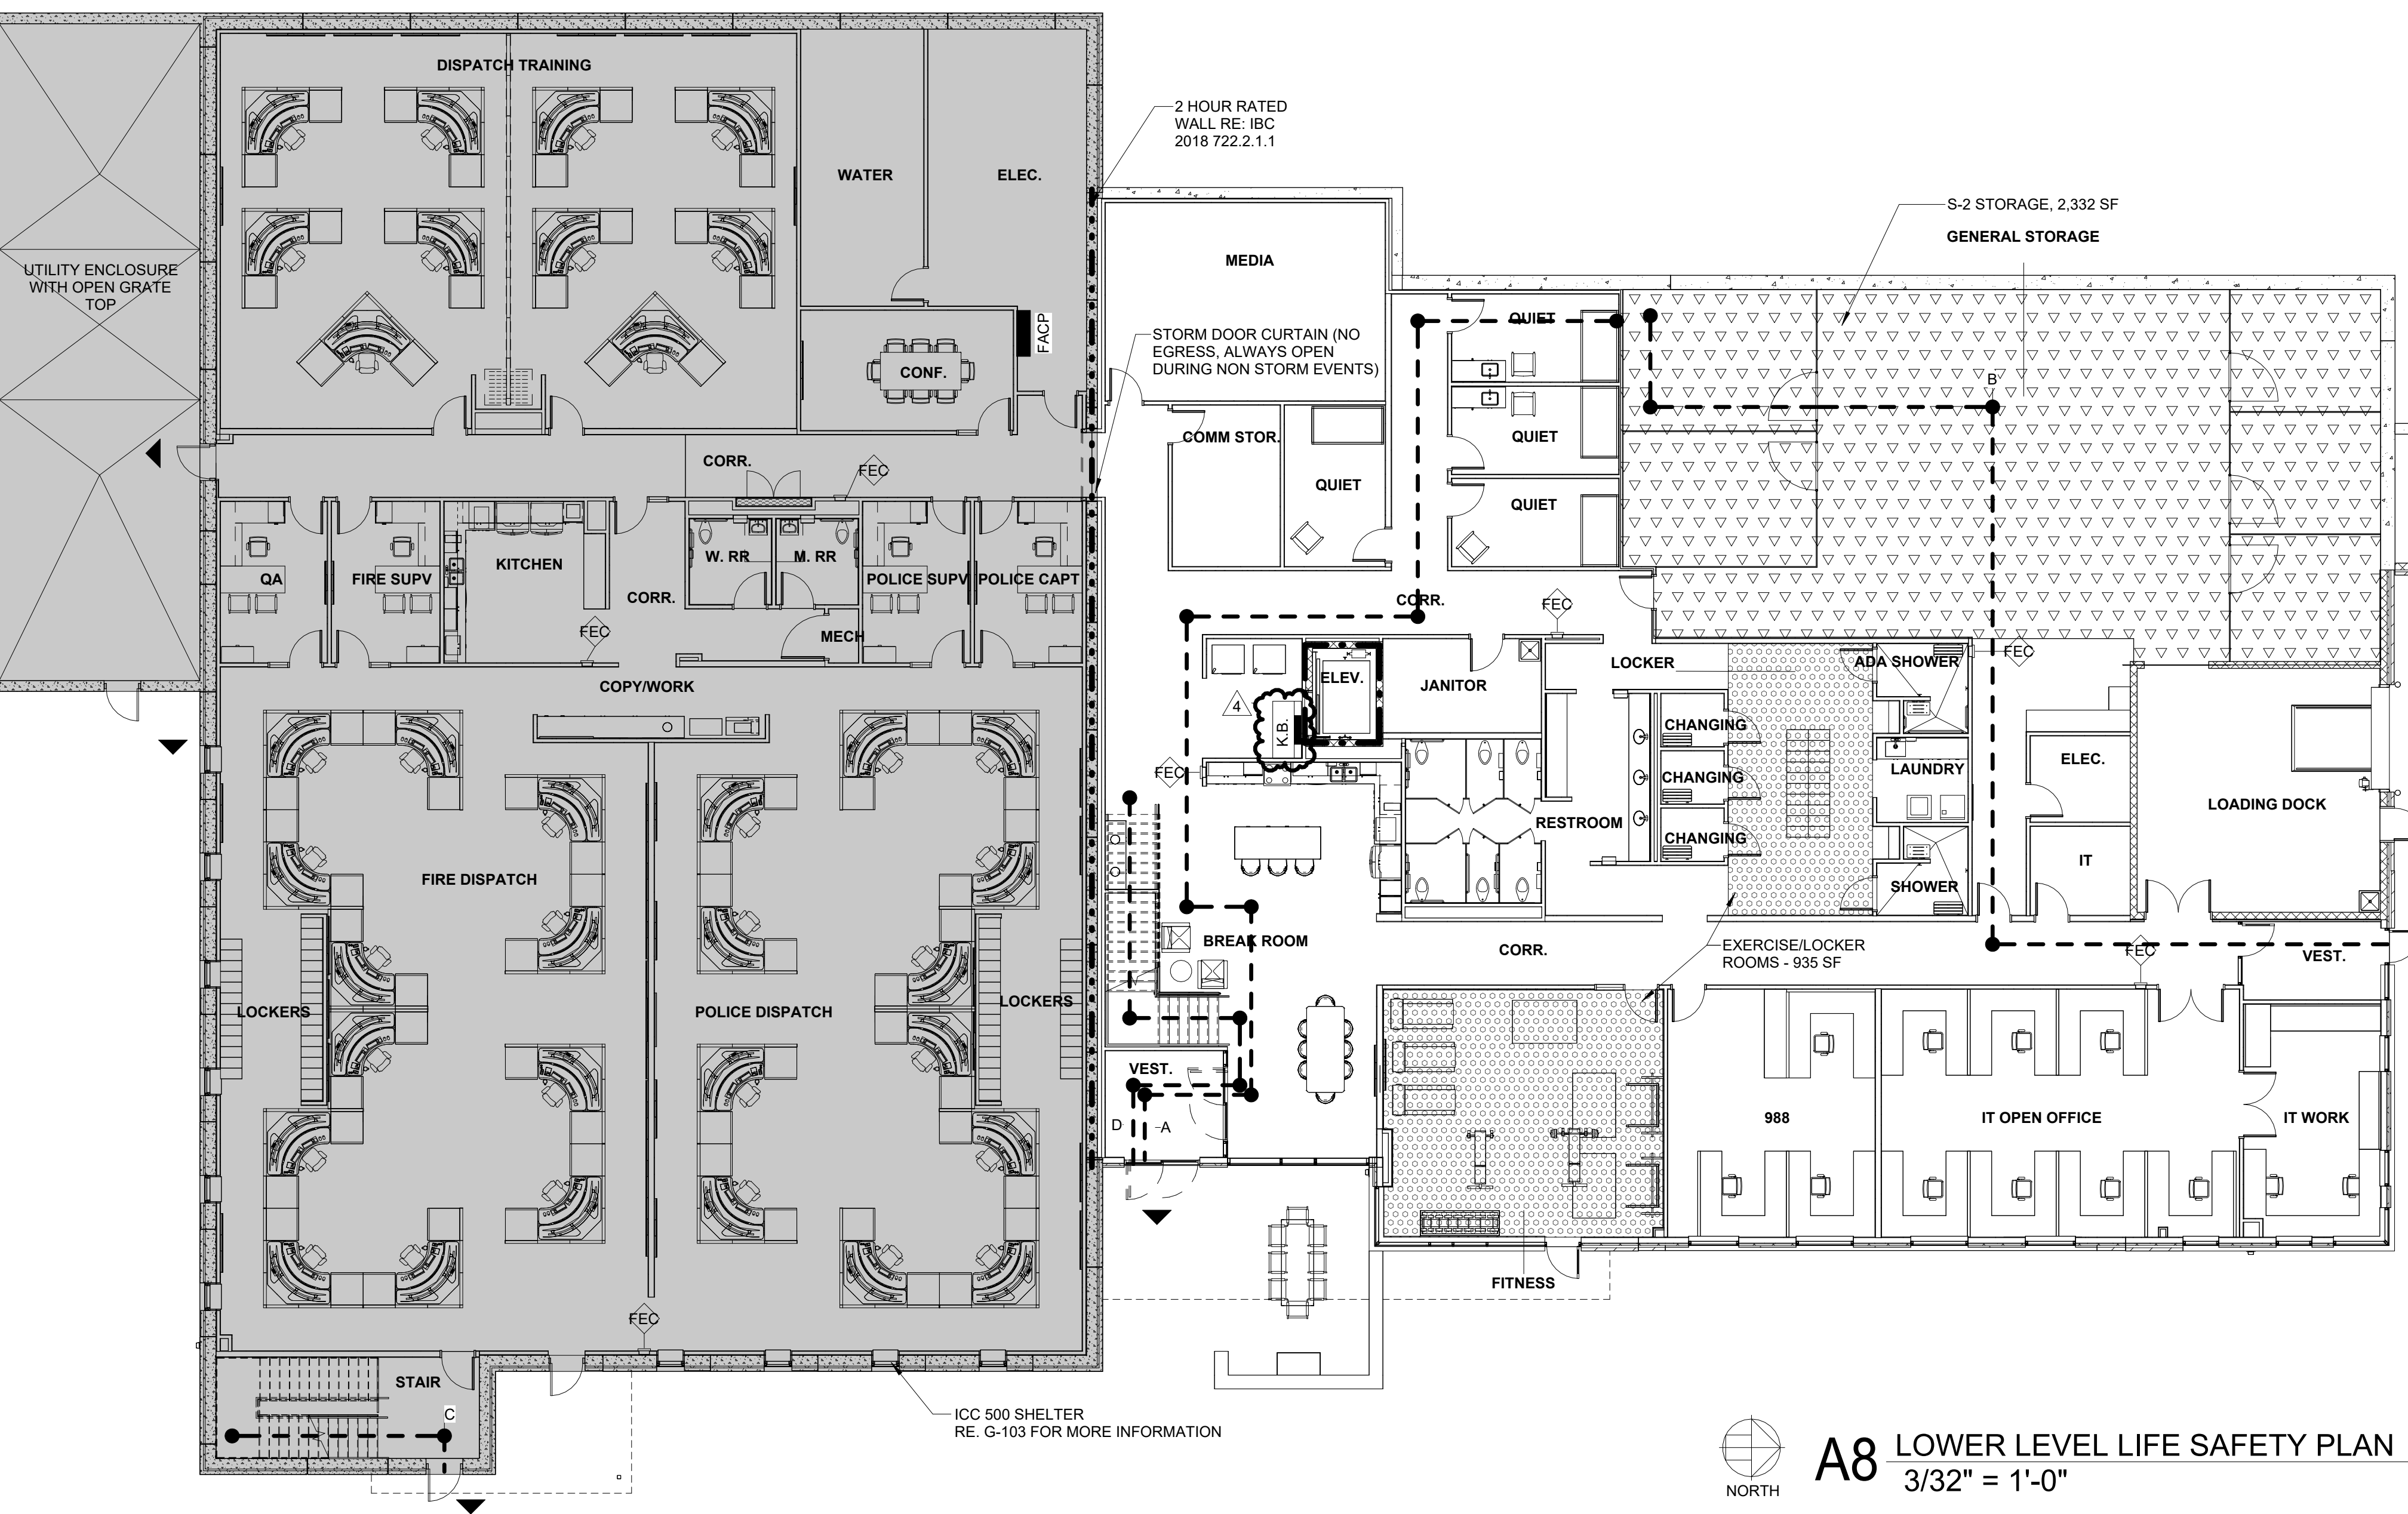 DISPATCH TRAINING
2 HOUR RATED
WALL RE: IBC
2018 722.2.1.1
WATER
ELEC.
S-2 STORAGE, 2,332 SF
GENERAL STORAGE
MEDIA
UTILITY ENCLOSURE
WITH OPEN GRATE
TOP
FACP
STORM DOOR CURTAIN (NO
EGRESS, ALWAYS OPEN
DURING NON STORM EVENTS)
QUIET
CONF.
B
COMM STOR.
QUIET
CORR.
FEC
QUIET
QUIET
KITCHEN
W. RR
M. RR
QA
FIRE SUPV
POLICE SUPV
POLICE CAPT
CORR.
CORR.
FEC
FEC
MECH
FEC
LOCKER
ADA SHOWER
ELEV.
JANITOR
COPY/WORK
4
K.B.
CHANGING
ELEC.
FEC
CHANGING
LAUNDRY
LOADING DOCK
RESTROOM
CHANGING
IT
FIRE DISPATCH
SHOWER
BREAK ROOM
CORR.
EXERCISE/LOCKER
ROOMS - 935 SF
FEC
VEST.
LOCKERS
POLICE DISPATCH
LOCKERS
VEST.
D
A
988
IT OPEN OFFICE
IT WORK
FITNESS
FEC
STAIR
C
ICC 500 SHELTER
RE. G-103 FOR MORE INFORMATION
NORTH
A8
LOWER LEVEL LIFE SAFETY PLAN
3/32" = 1'-0"